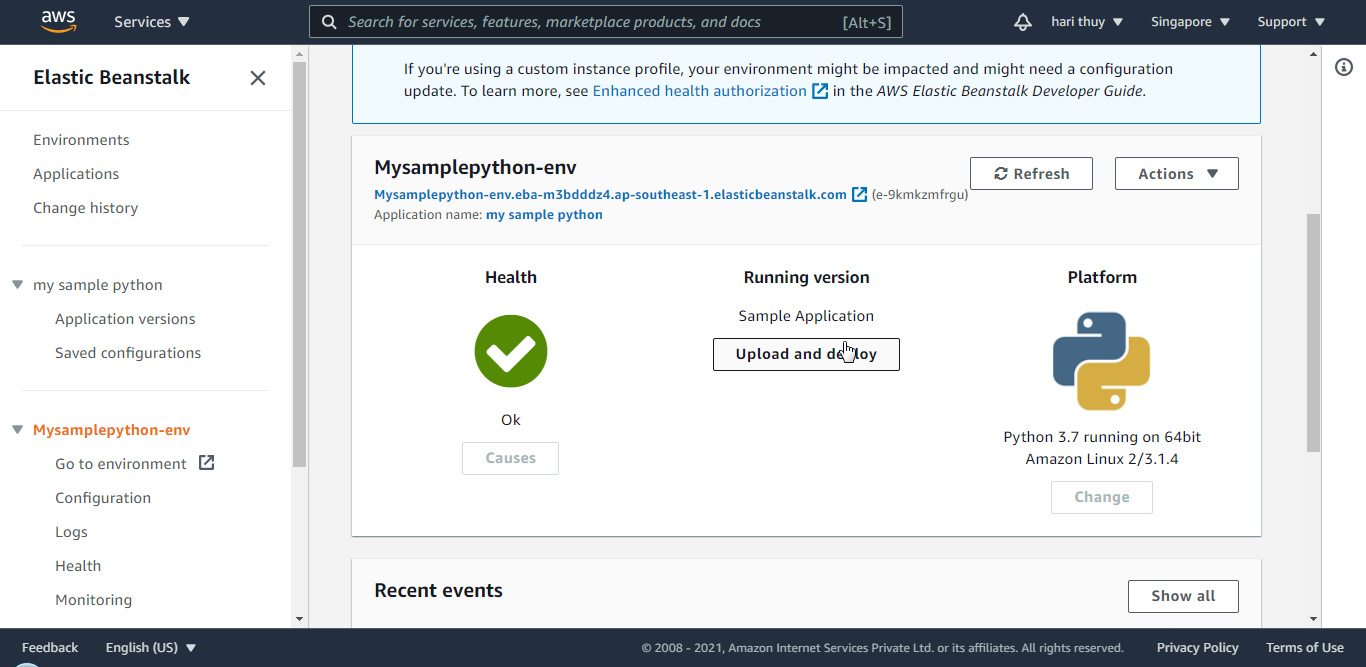 aws
Services
Search for services, features, marketplace products, and docs
[Alt+S]
hari thuy
Singapore
Support
Elastic Beanstalk
Environments
Applications
Change history
my sample python
Application versions
Saved configurations
Mysamplepython-env
Go to environment
Configuration
Logs
Health
Monitoring
If you're using a custom instance profile, your environment might be impacted and might need a configuration
update. To learn more, see Enhanced health authorization in the AWS Elastic Beanstalk Developer Guide.
Mysamplepython-env
Mysamplepython-env.eba-m3bdddz4.ap-southeast-1.elasticbeanstalk.com (e-9kmkzmfrgu)
Application name: my sample python
Refresh
Actions
Health
Ok
Causes
Running version
Sample Application
Upload and deploy
Platform
Python 3.7 running on 64bit
Amazon Linux 2/3.1.4
Change
Recent events
Show all
Feedback
English (US)
© 2008 - 2021, Amazon Internet Services Private Ltd. or its affiliates. All rights reserved.
Privacy Policy
Terms of Use